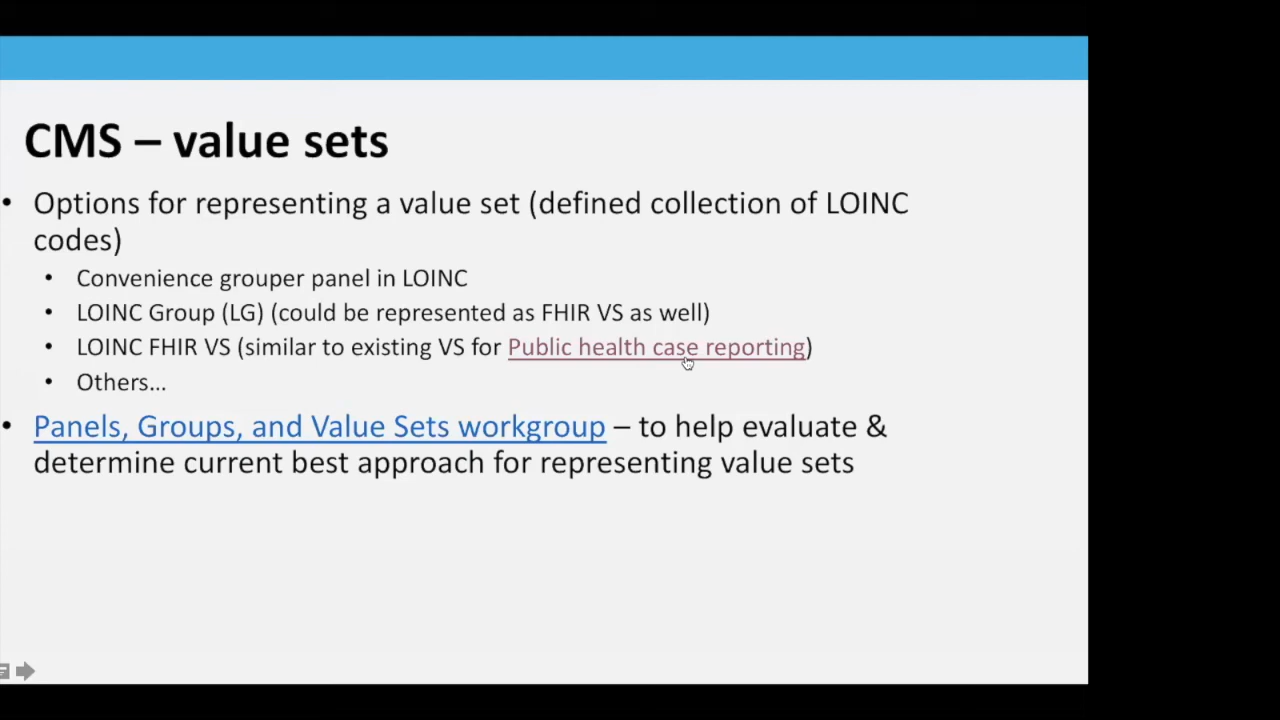 CMS – value sets
• Options for representing a value set (defined collection of LOINC
codes)
• Convenience grouper panel in LOINC
• LOINC Group (LG) (could be represented as FHIR VS as well)
• LOINC FHIR VS (similar to existing VS for Public health case reporting)
• Others…
• Panels, Groups, and Value Sets workgroup – to help evaluate &
determine current best approach for representing value sets